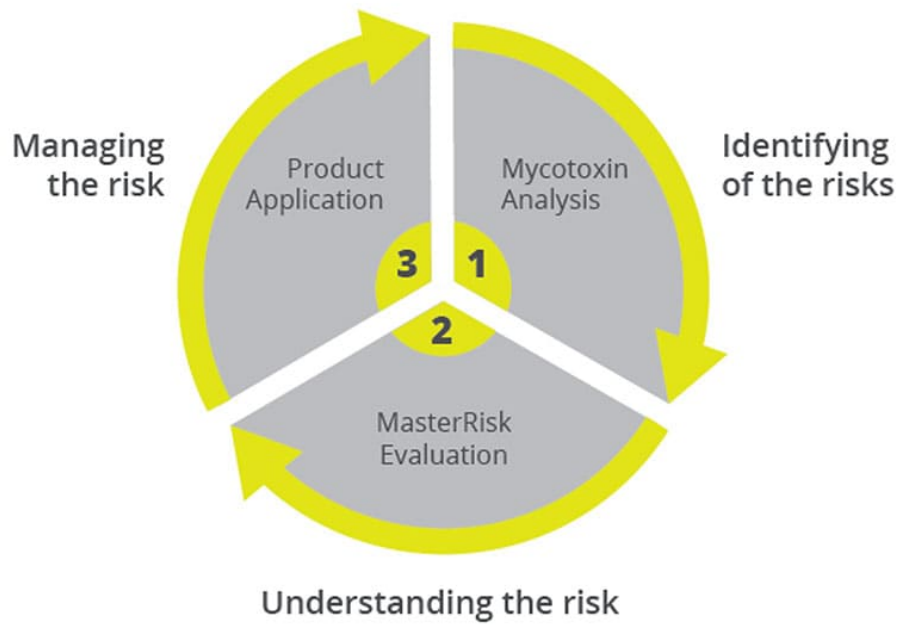 Managing
the risk
Product
Application
3
Mycotoxin
Analysis
1
Identifying
of the risks
2
MasterRisk
Evaluation
Understanding the risk